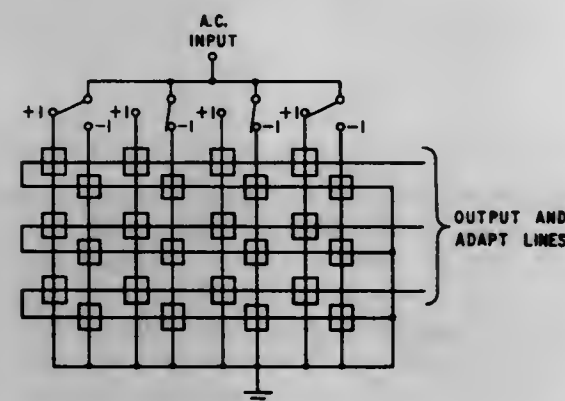 A.C.
INPUT
+1 -1 +1 -1 +1 -1 +1 -1
OUTPUT AND
ADAPT LINES